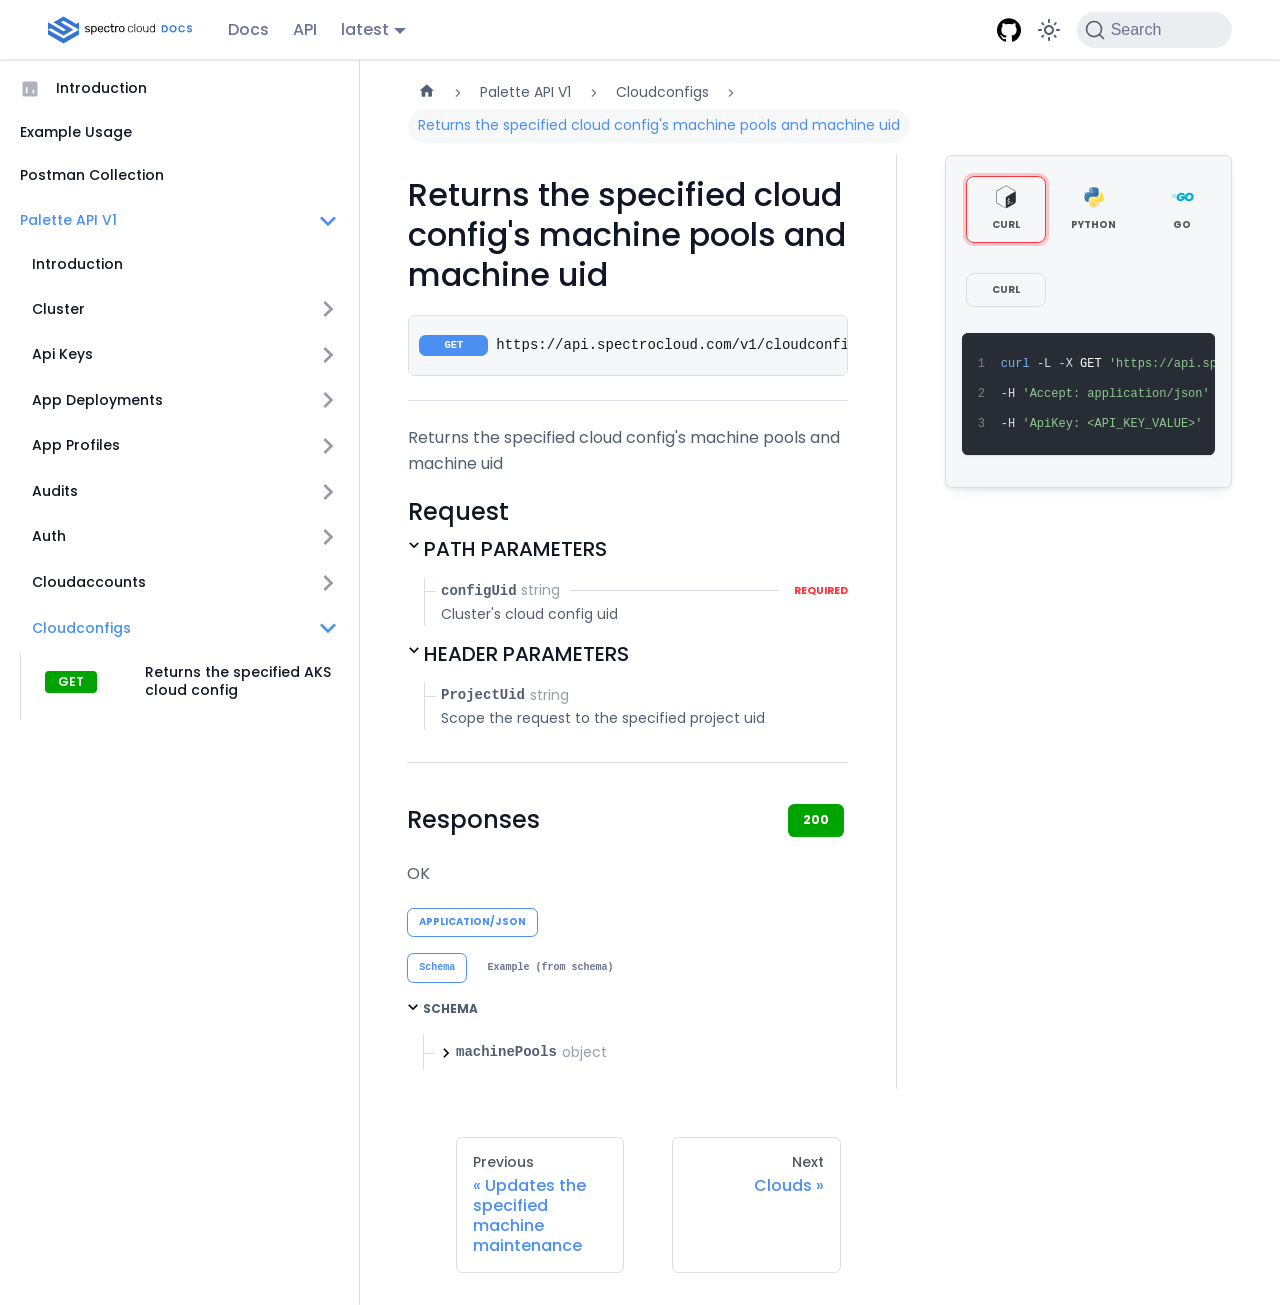 spectro cloud DOCS
Docs
API
latest
Search
Introduction
Example Usage
Postman Collection
Palette API V1
Introduction
Cluster
Api Keys
App Deployments
App Profiles
Audits
Auth
Cloudaccounts
Cloudconfigs
GET
Returns the specified AKS
cloud config
Palette API V1
Cloudconfigs
Returns the specified cloud config's machine pools and machine uid
Returns the specified cloud
config's machine pools and
machine uid
GET https://api.spectrocloud.com/v1/cloudconfi
Returns the specified cloud config's machine pools and
machine uid
Request
PATH PARAMETERS
configUid string REQUIRED
Cluster's cloud config uid
HEADER PARAMETERS
ProjectUid string
Scope the request to the specified project uid
Responses
200
OK
APPLICATION/JSON
Schema Example (from schema)
SCHEMA
machinePools object
Previous
« Updates the
specified
machine
maintenance
Next
Clouds »
CURL
PYTHON
GO
CURL
1 curl -L -X GET 'https://api.sp
2 -H 'Accept: application/json'
3 -H 'ApiKey: <API_KEY_VALUE>'